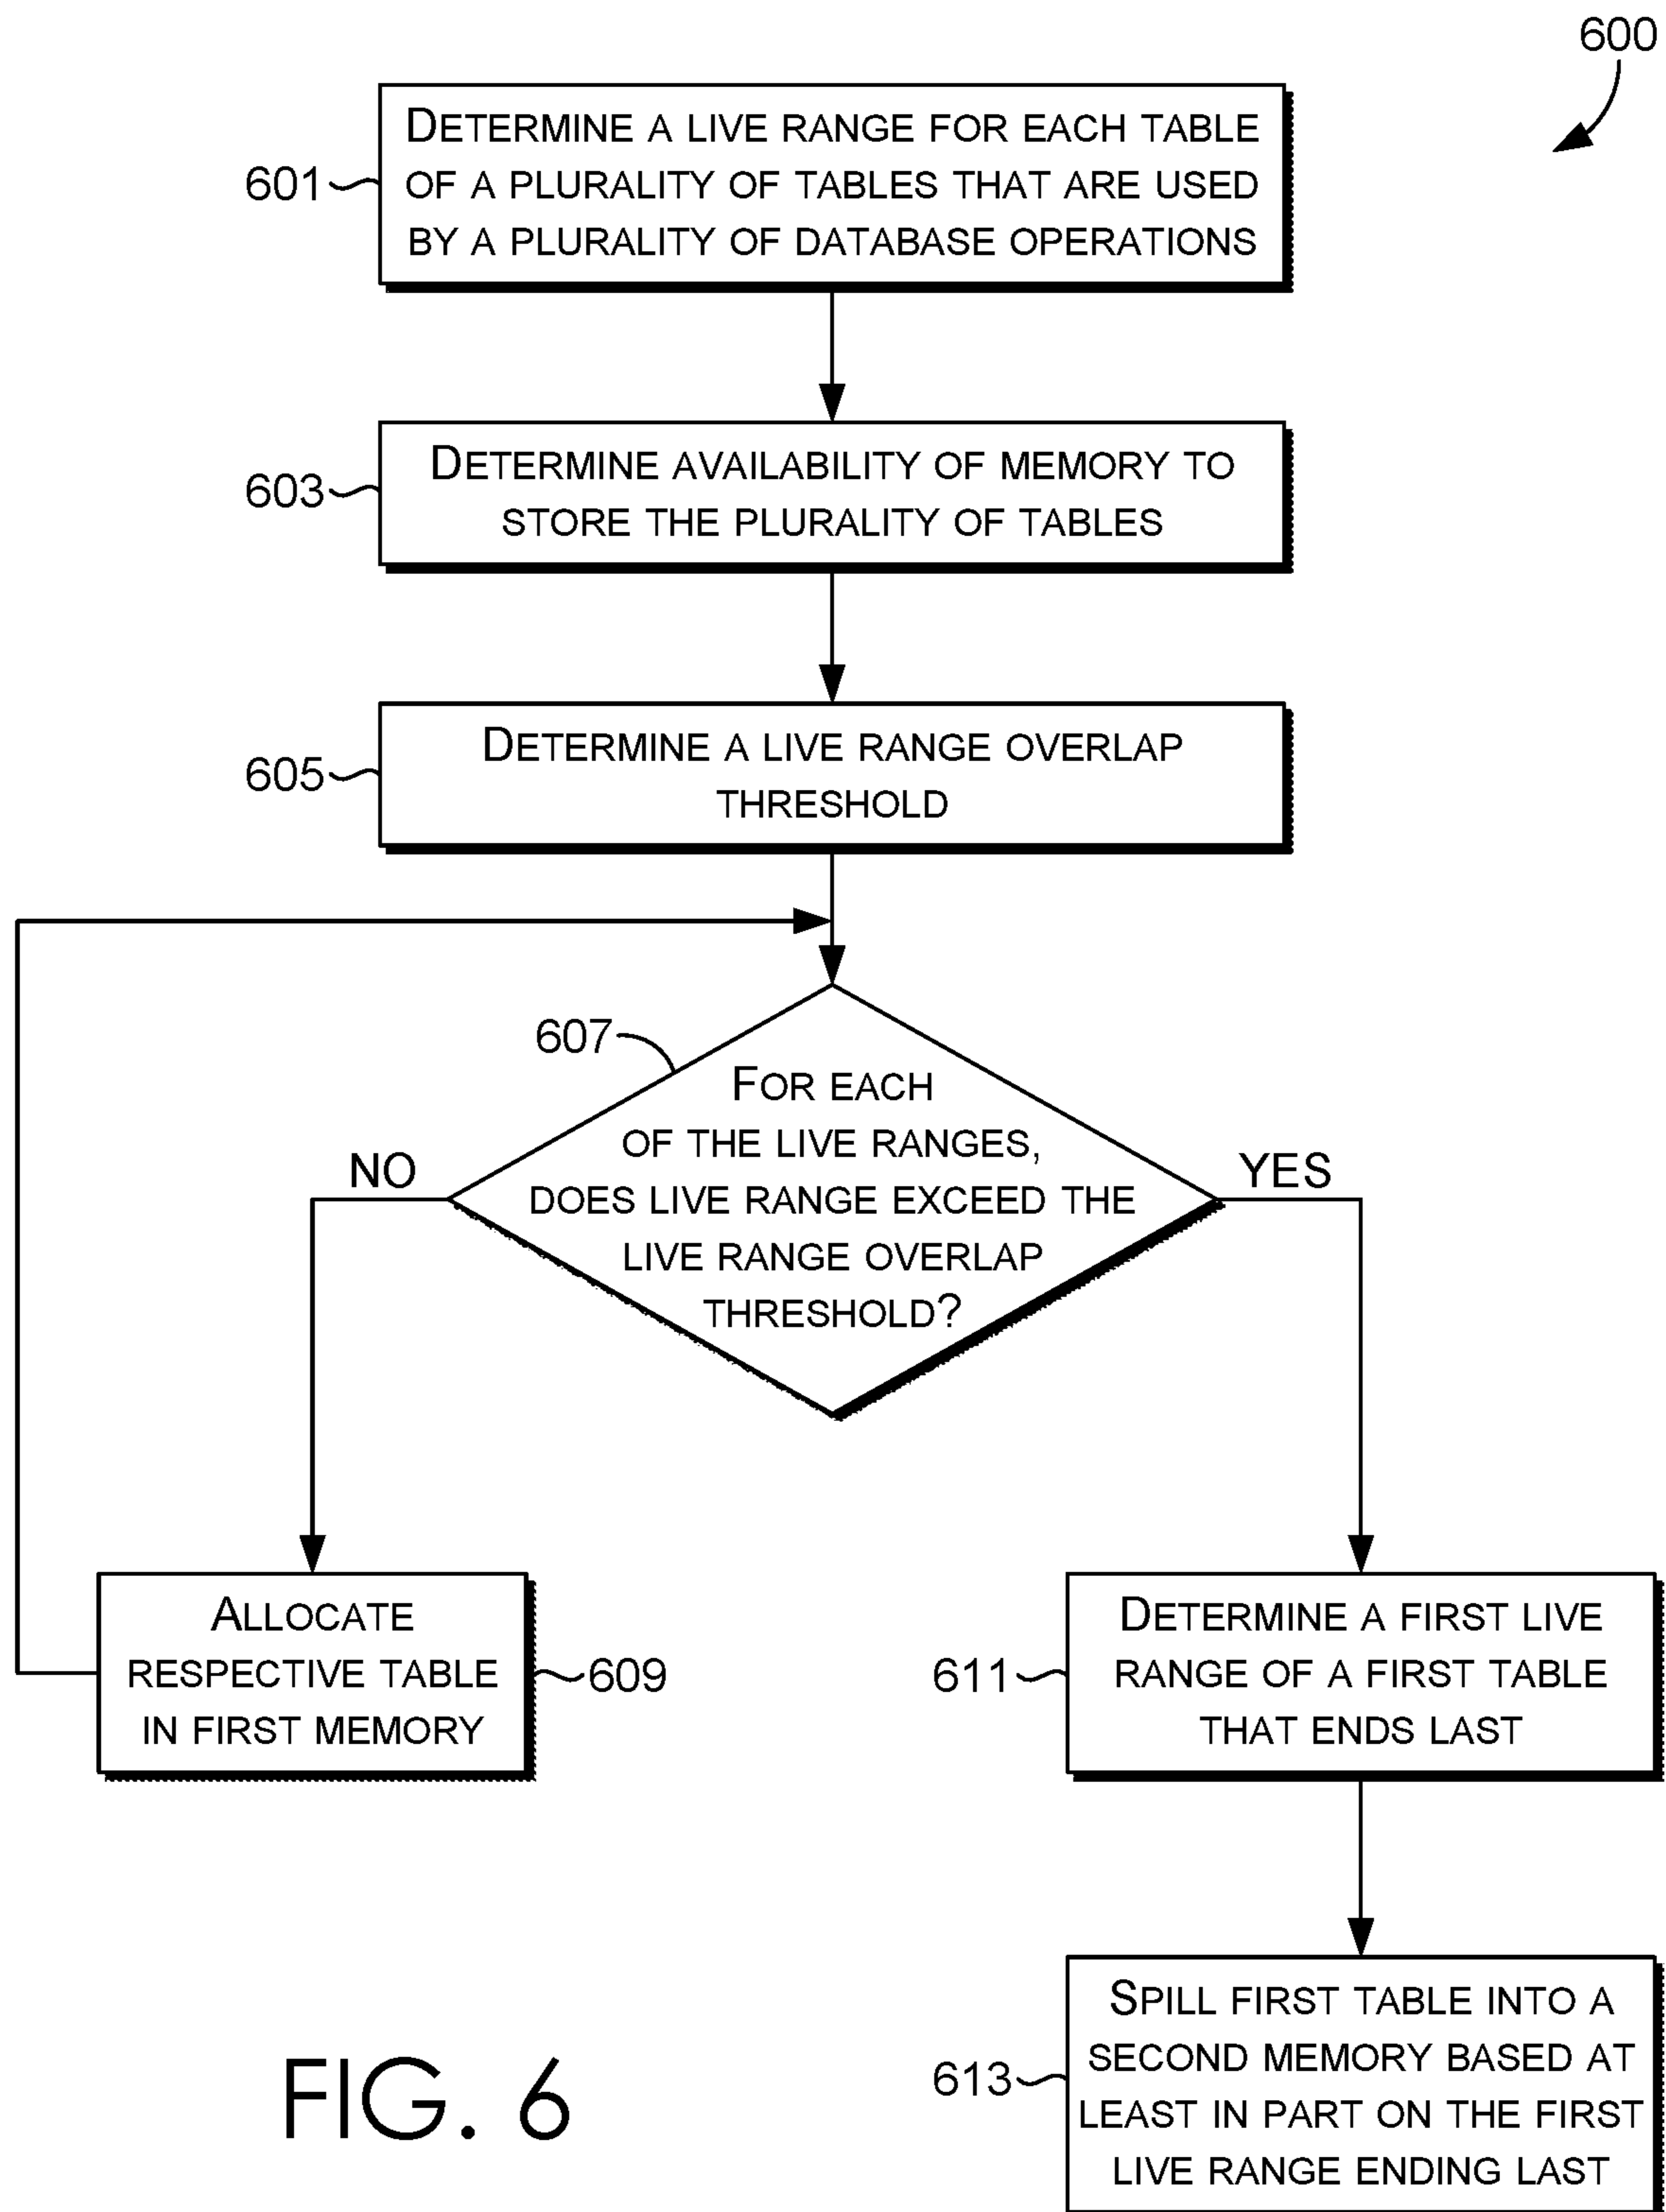 600
601
DETERMINE A LIVE RANGE FOR EACH TABLE
OF A PLURALITY OF TABLES THAT ARE USED
BY A PLURALITY OF DATABASE OPERATIONS
603
DETERMINE AVAILABILITY OF MEMORY TO
STORE THE PLURALITY OF TABLES
605
DETERMINE A LIVE RANGE OVERLAP
THRESHOLD
607
FOR EACH
OF THE LIVE RANGES,
DOES LIVE RANGE EXCEED THE
LIVE RANGE OVERLAP
THRESHOLD?
NO
YES
ALLOCATE
RESPECTIVE TABLE
IN FIRST MEMORY
609
611
DETERMINE A FIRST LIVE
RANGE OF A FIRST TABLE
THAT ENDS LAST
613
SPILL FIRST TABLE INTO A
SECOND MEMORY BASED AT
LEAST IN PART ON THE FIRST
LIVE RANGE ENDING LAST
FIG. 6